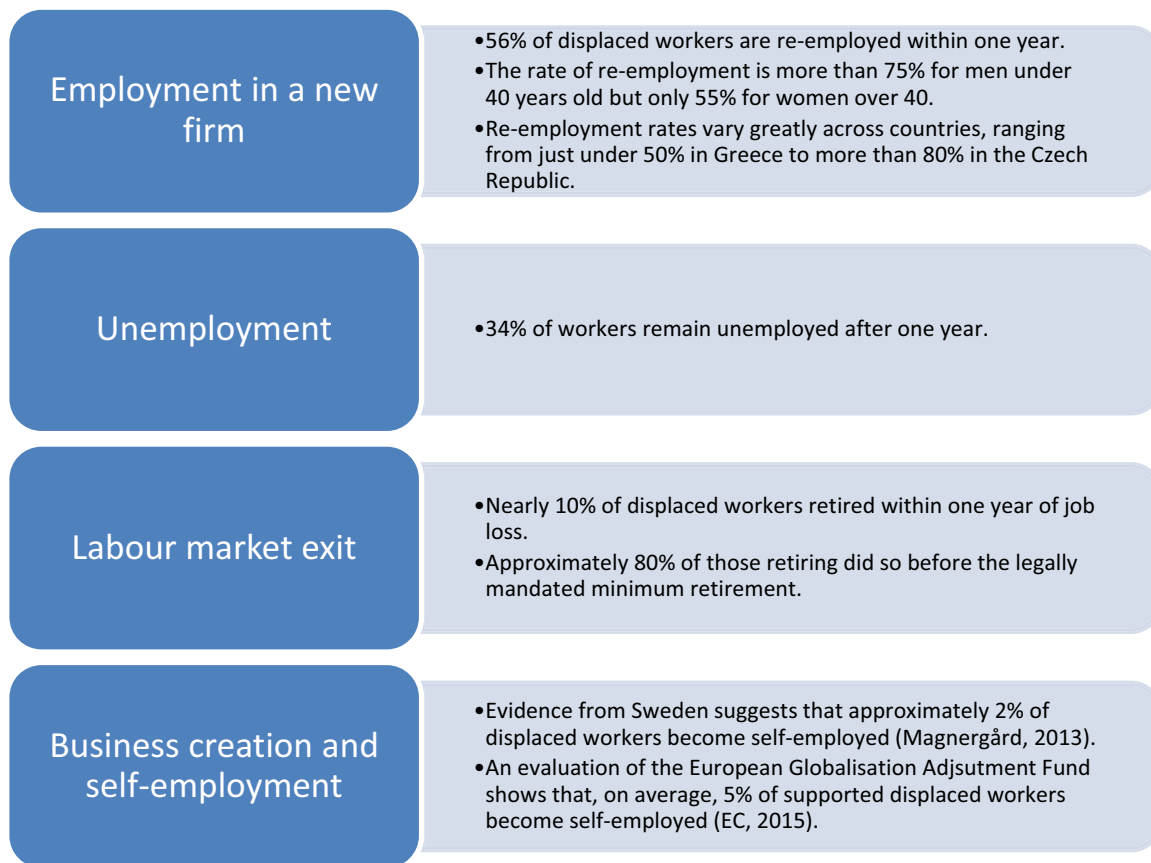 Employment in a new
firm
•56% of displaced workers are re-employed within one year.
•The rate of re-employment is more than 75% for men under
40 years old but only 55% for women over 40.
•Re-employment rates vary greatly across countries, ranging
from just under 50% in Greece to more than 80% in the Czech
Republic.
Unemployment
•34% of workers remain unemployed after one year.
Labour market exit
•Nearly 10% of displaced workers retired within one year of job
loss.
•Approximately 80% of those retiring did so before the legally
mandated minimum retirement.
Business creation and
self-employment
•Evidence from Sweden suggests that approximately 2% of
displaced workers become self-employed (Magnergård, 2013).
•An evaluation of the European Globalisation Adjsutment Fund
shows that, on average, 5% of supported displaced workers
become self-employed (EC, 2015).